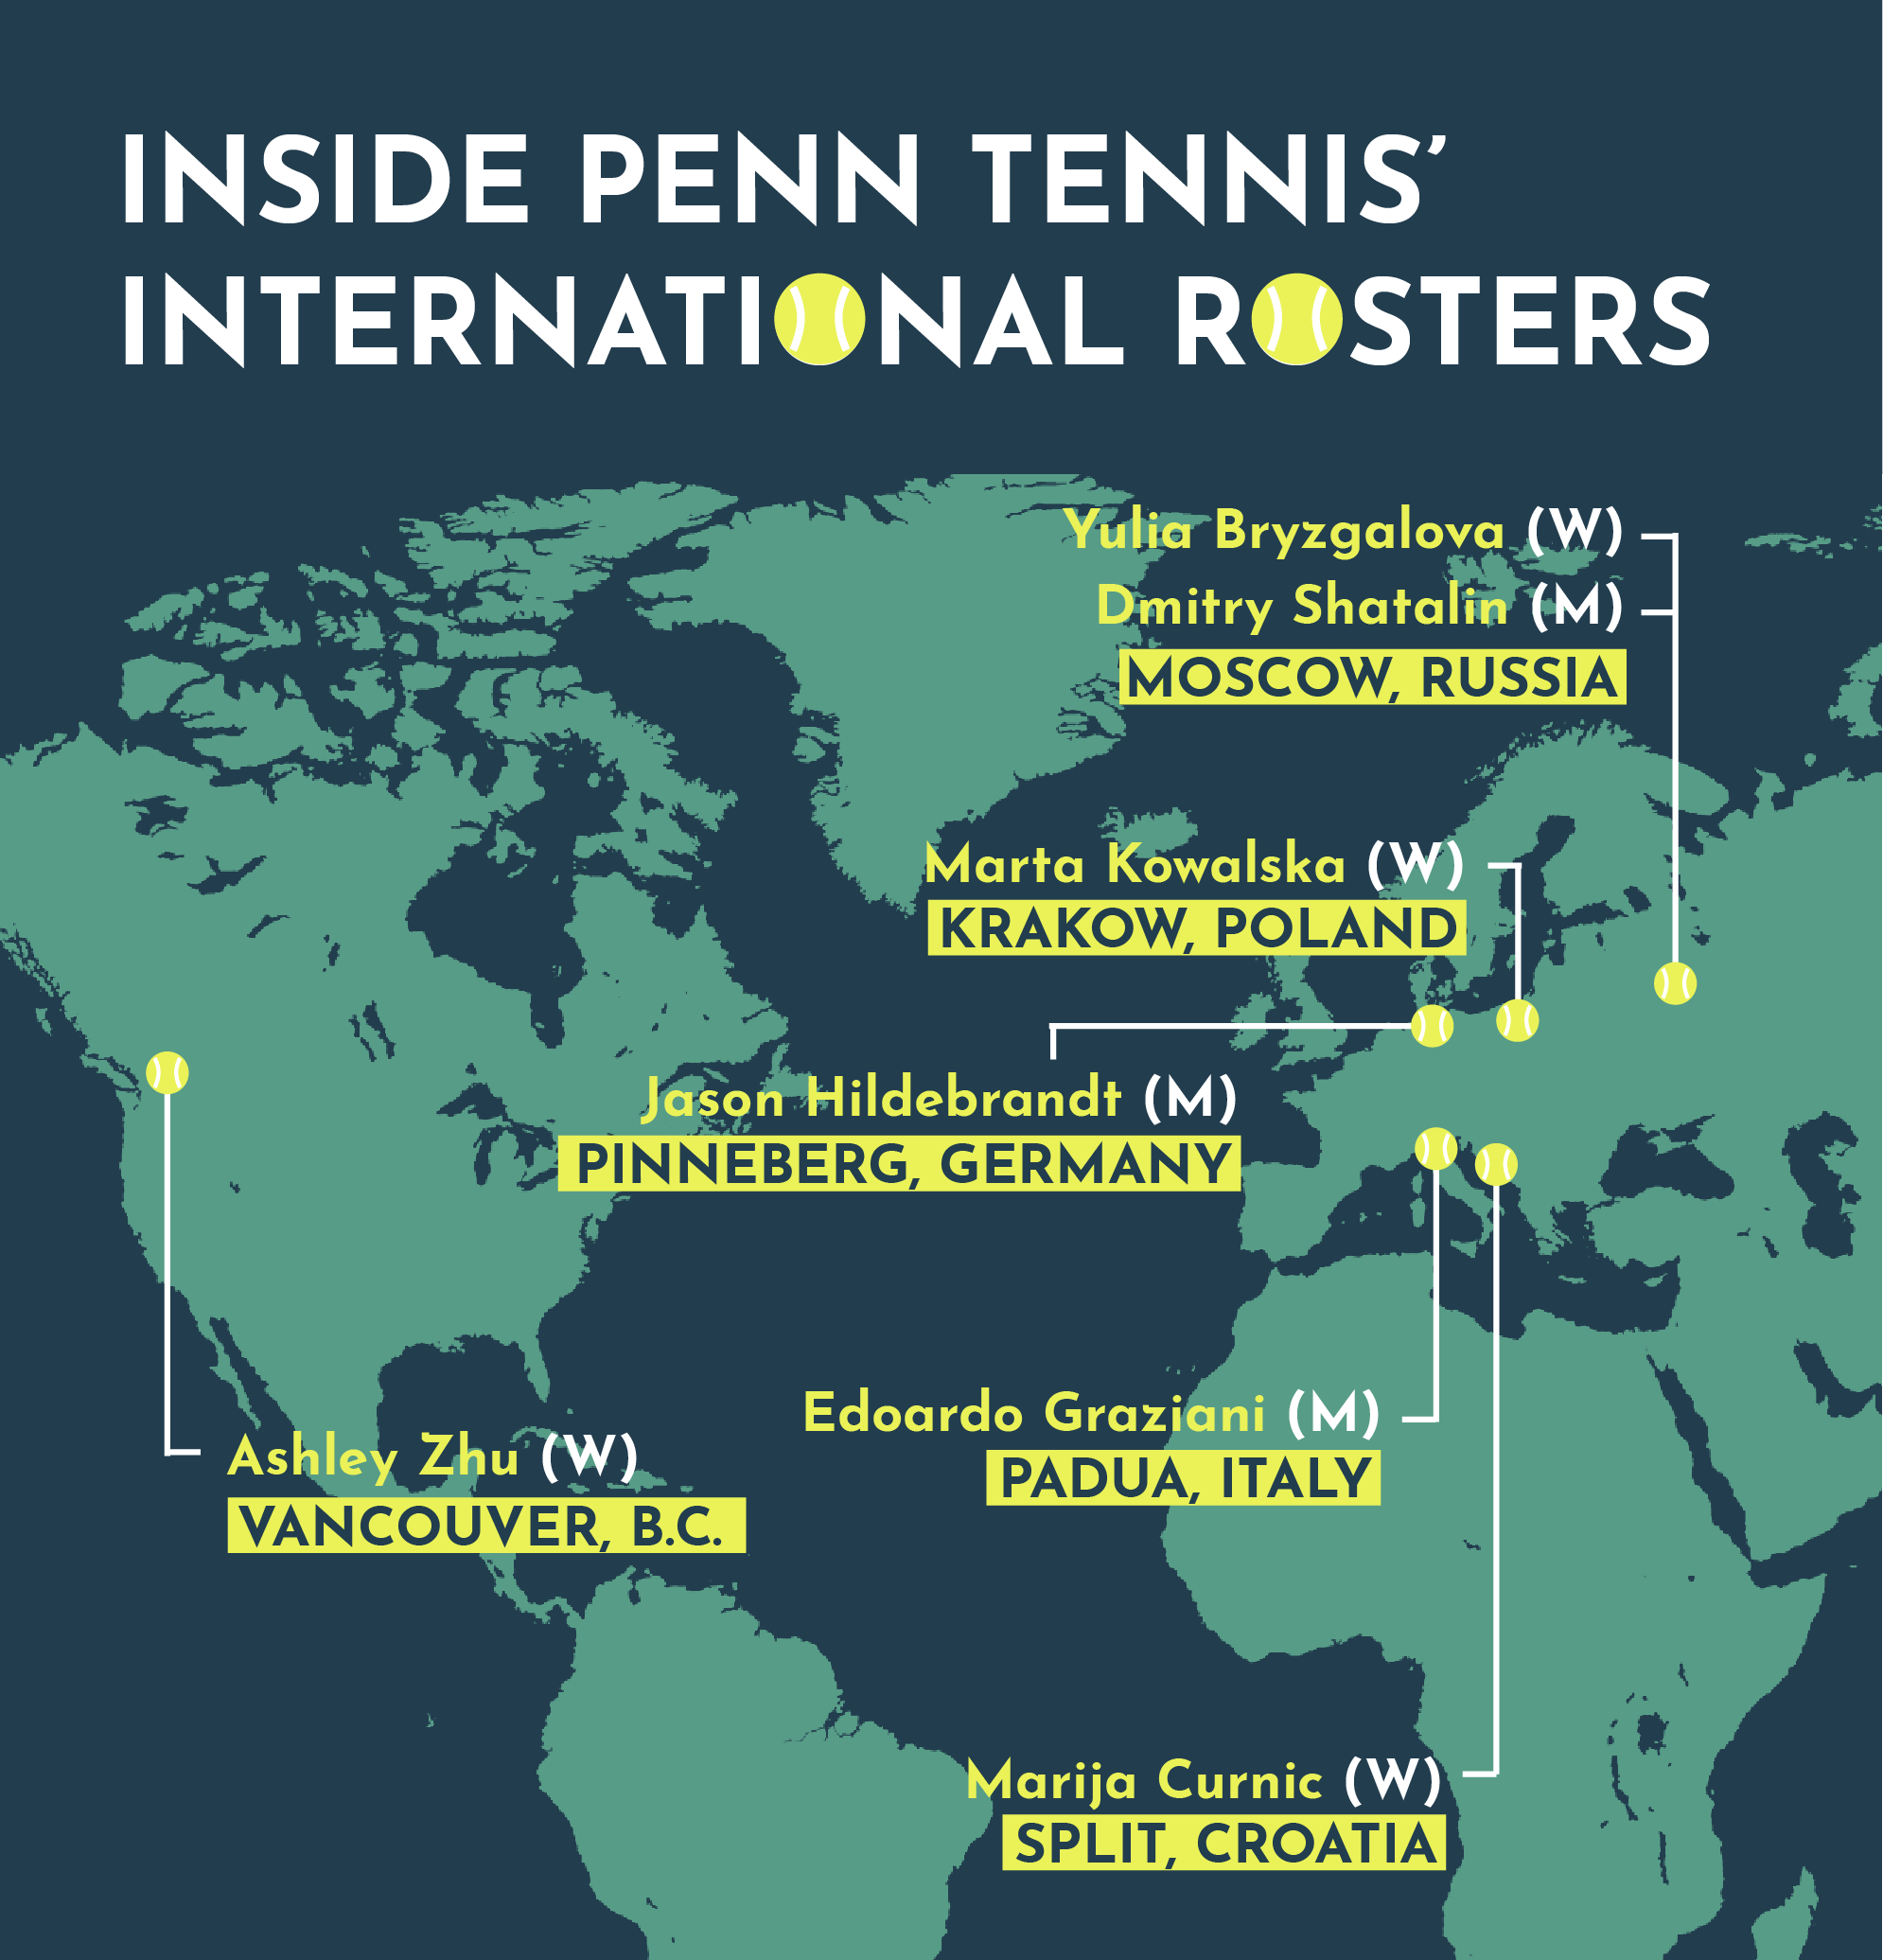 INSIDE PENN TENNIS’
INTERNATIONAL ROSTERS
Yulia Bryzgalova (W)
Dmitry Shatalin (M)
MOSCOW, RUSSIA
Marta Kowalska (W)
KRAKOW, POLAND
Jason Hildebrandt (M)
PINNEBERG, GERMANY
Edoardo Graziani (M)
PADUA, ITALY
Ashley Zhu (W)
VANCOUVER, B.C.
Marija Curnic (W)
SPLIT, CROATIA